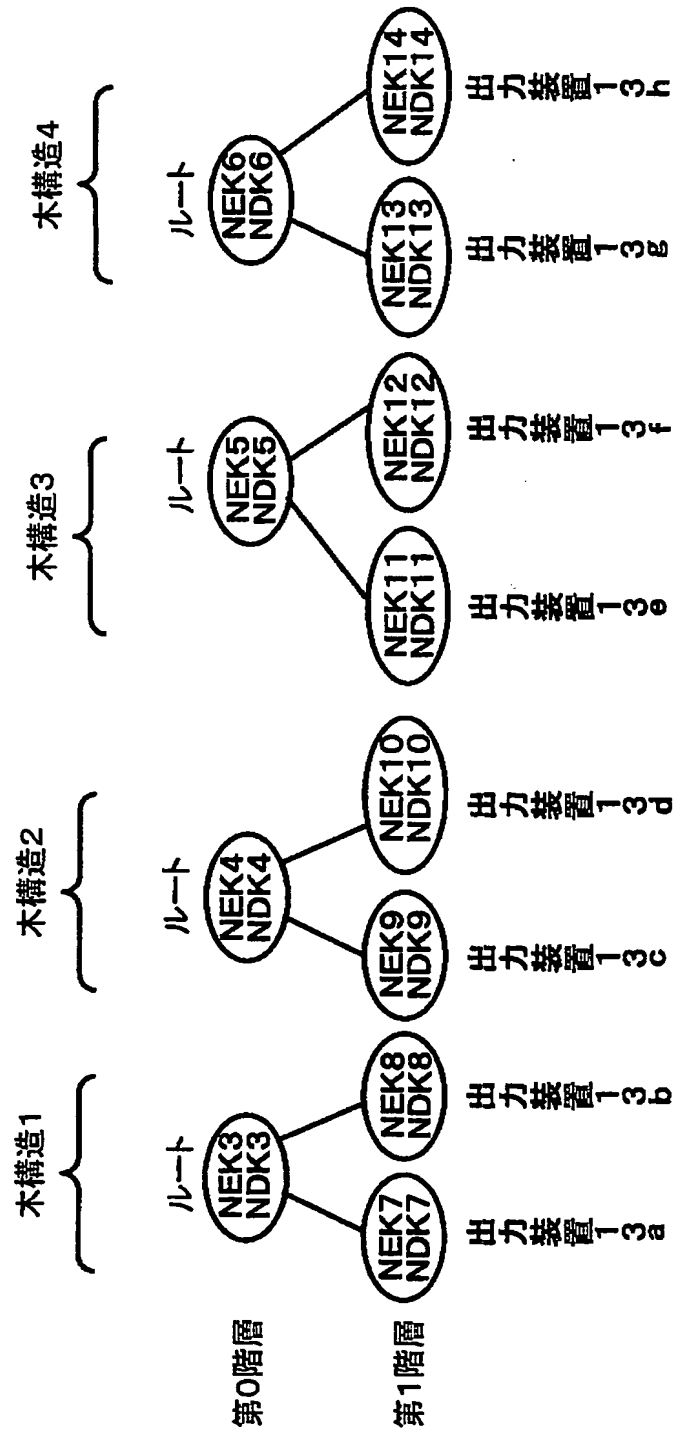 木構造1
木構造2
木構造3
木構造4
第0階層
ルート
NEK3
NDK3
ルート
NEK4
NDK4
ルート
NEK5
NDK5
ルート
NEK6
NDK6
第1階層
NEK7
NDK7
NEK8
NDK8
NEK9
NDK9
NEK10
NDK10
NEK11
NDK11
NEK12
NDK12
NEK13
NDK13
NEK14
NDK14
出力装置13a
出力装置13b
出力装置13c
出力装置13d
出力装置13e
出力装置13f
出力装置13g
出力装置13h